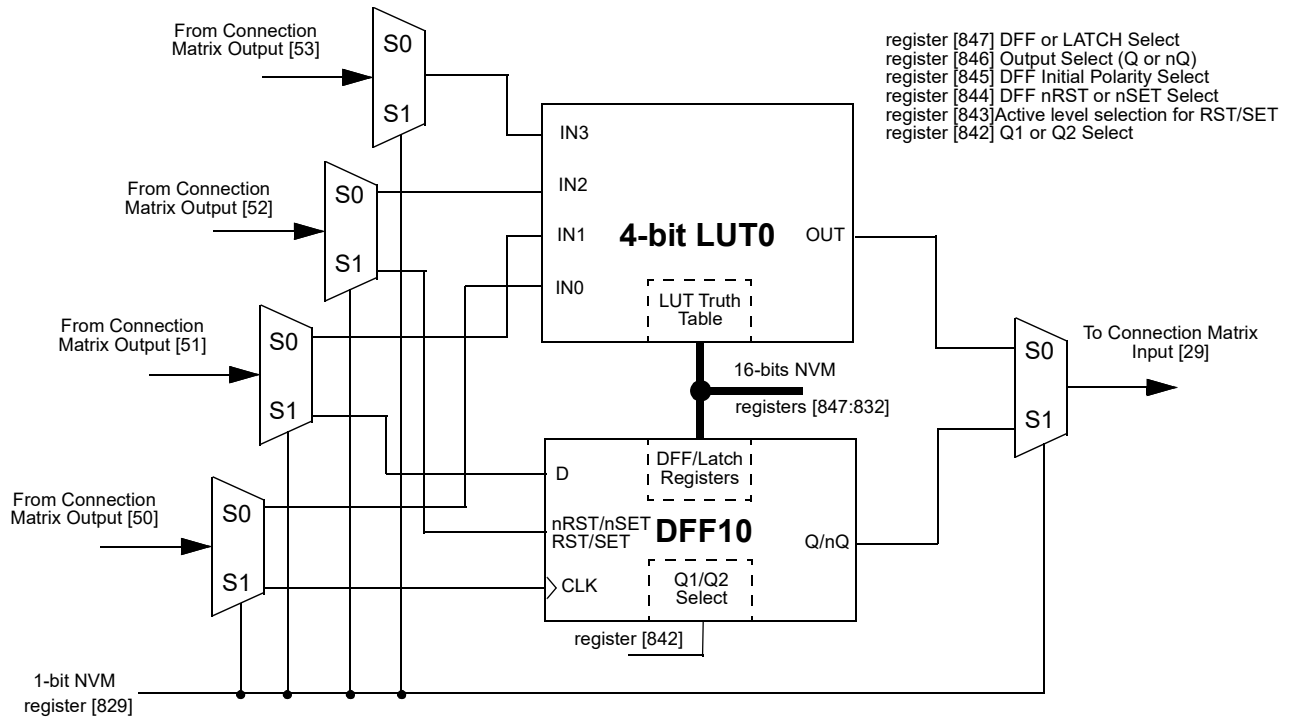 From Connection
Matrix Output [53]
S0
S1
register [847] DFF or LATCH Select
register [846] Output Select (Q or nQ)
register [845] DFF Initial Polarity Select
register [844] DFF nRST or nSET Select
register [843]Active level selection for RST/SET
register [842] Q1 or Q2 Select
From Connection
Matrix Output [52]
S0
S1
IN3
IN2
IN1
IN0
4-bit LUT0
OUT
LUT Truth
Table
From Connection
Matrix Output [51]
S0
S1
16-bits NVM
registers [847:832]
S0
S1
To Connection Matrix
Input [29]
From Connection
Matrix Output [50]
S0
S1
D
nRST/nSET
RST/SET
CLK
DFF/Latch
Registers
DFF10
Q/nQ
Q1/Q2
Select
register [842]
1-bit NVM
register [829]